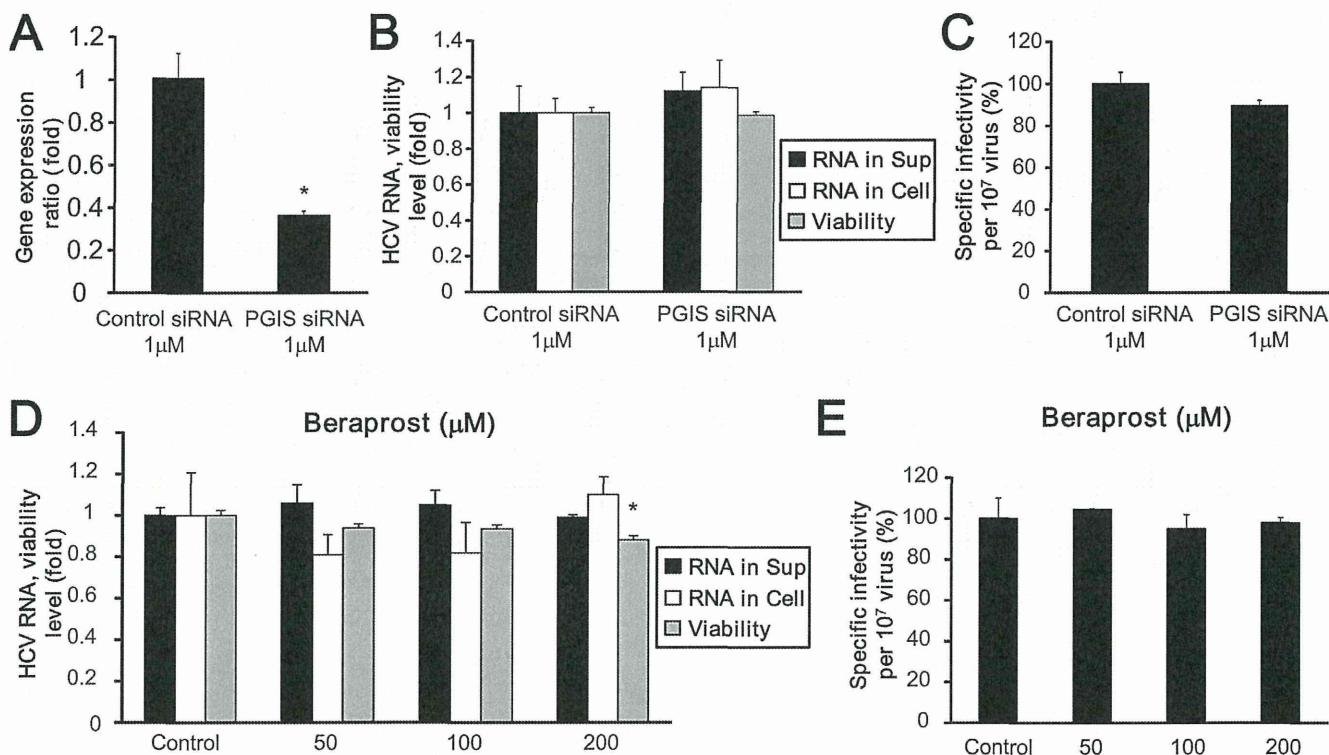 A
Gene expression
ratio (fold)
1.2
1
0.8
0.6
0.4
0.2
0
*
Control siRNA
1μM
PGIS siRNA
1μM
B
HCV RNA, viability
level (fold)
1.4
1.2
1
0.8
0.6
0.4
0.2
0
Control siRNA
1μM
PGIS siRNA
1μM
RNA in Sup
RNA in Cell
Viability
C
Specific infectivity
per 10⁷ virus (%)
120
100
80
60
40
20
0
Control siRNA
1μM
PGIS siRNA
1μM
D
Beraprost (μM)
HCV RNA, viability
level (fold)
1.4
1.2
1
0.8
0.6
0.4
0.2
0
*
Control
50
100
200
RNA in Sup
RNA in Cell
Viability
E
Beraprost (μM)
Specific infectivity
per 10⁷ virus (%)
120
100
80
60
40
20
0
Control
50
100
200